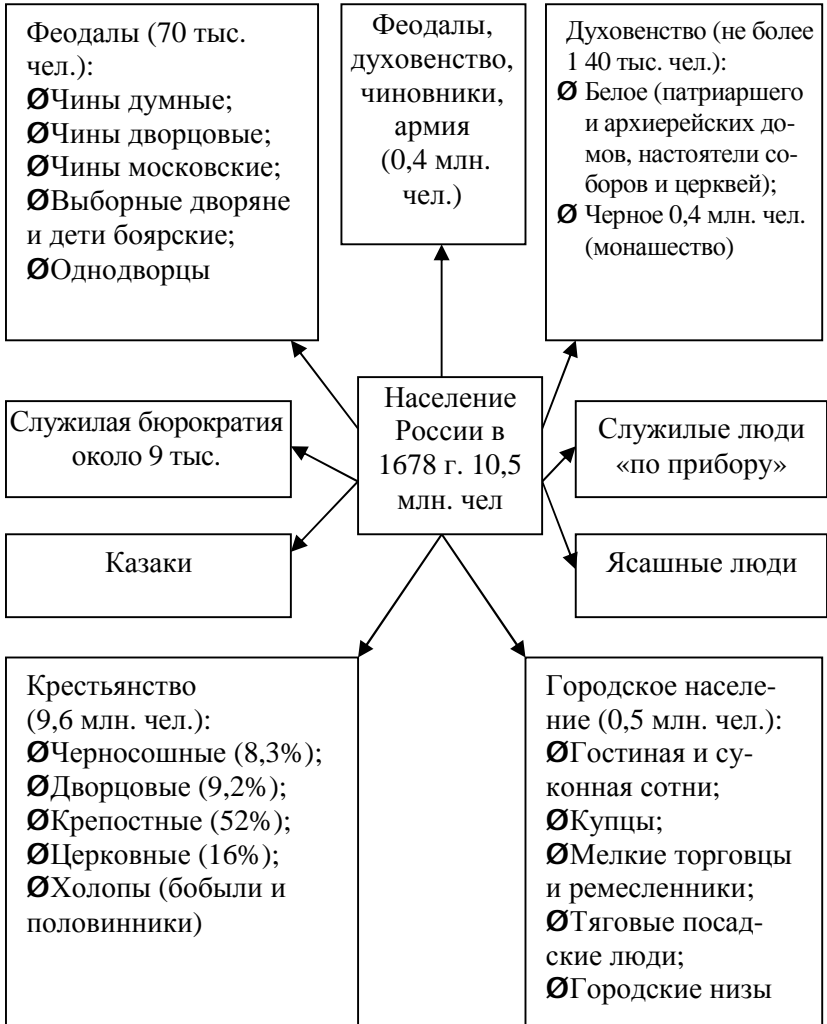 Феодалы (70 тыс.
чел.):
ØЧины думные;
ØЧины дворцовые;
ØЧины московские;
ØВыборные дворяне
и дети боярские;
ØОднодворцы
Феодалы,
духовенство,
чиновники,
армия
(0,4 млн.
чел.)
Духовенство (не более
1 40 тыс. чел.):
Ø Белое (патриаршего
и архиерейских до-
мов, настоятели со-
боров и церквей);
Ø Черное 0,4 млн. чел.
(монашество)
Служилая бюрократия
около 9 тыс.
Население
России в
1678 г. 10,5
млн. чел
Служилые люди
«по прибору»
Казаки
Ясашные люди
Крестьянство
(9,6 млн. чел.):
ØЧерносошные (8,3%);
ØДворцовые (9,2%);
ØКрепостные (52%);
ØЦерковные (16%);
ØХолопы (бобыли и
половинники)
Городское населе-
ние (0,5 млн. чел.):
ØГостиная и су-
конная сотни;
ØКупцы;
ØМелкие торговцы
и ремесленники;
ØТяговые посад-
ские люди;
ØГородские низы